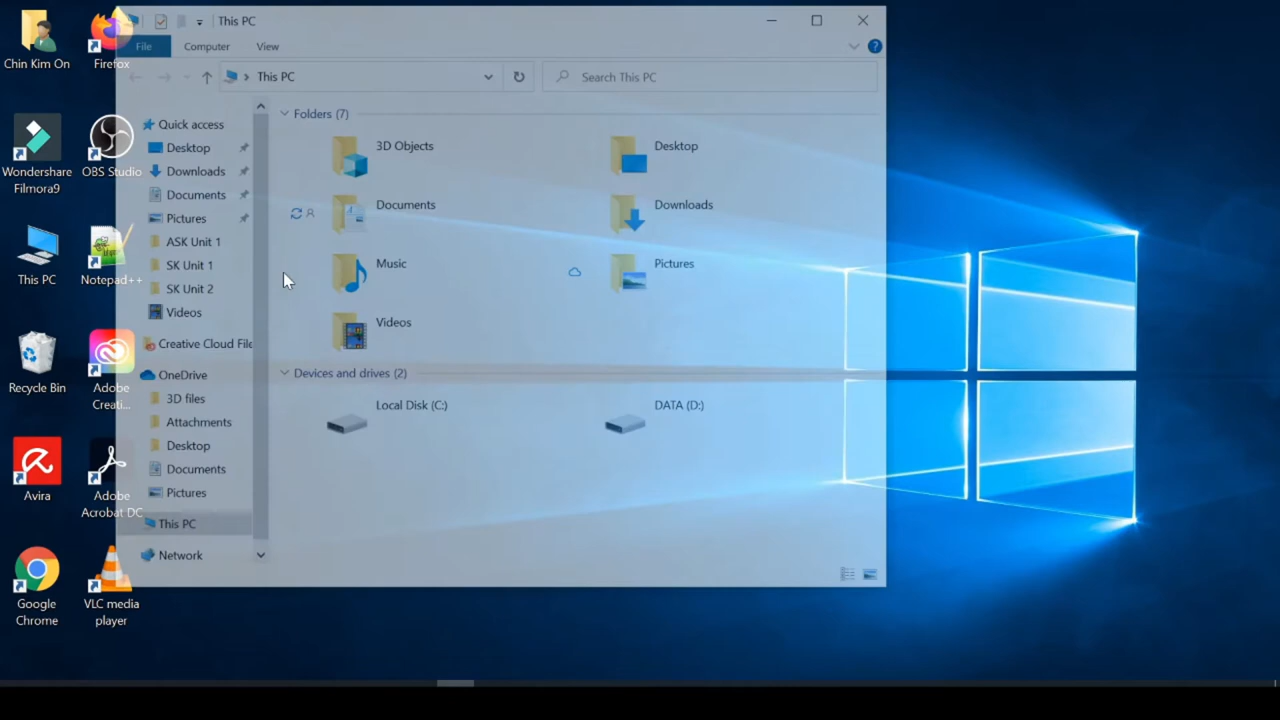 This PC
File
Computer
View
This PC
Search This PC
Quick access
Desktop
Downloads
Documents
Pictures
ASK Unit 1
SK Unit 1
SK Unit 2
Videos
Creative Cloud File
OneDrive
3D files
Attachments
Desktop
Documents
Pictures
This PC
Network
Folders (7)
3D Objects
Desktop
Documents
Downloads
Music
Pictures
Videos
Devices and drives (2)
Local Disk (C:)
DATA (D:)
Chin Kim On
Firefox
Wondershare
Filmora9
OBS Studio
This PC
Notepad++
Recycle Bin
Adobe
Creati...
Avira
Adobe
Acrobat DC
Google
Chrome
VLC media
player